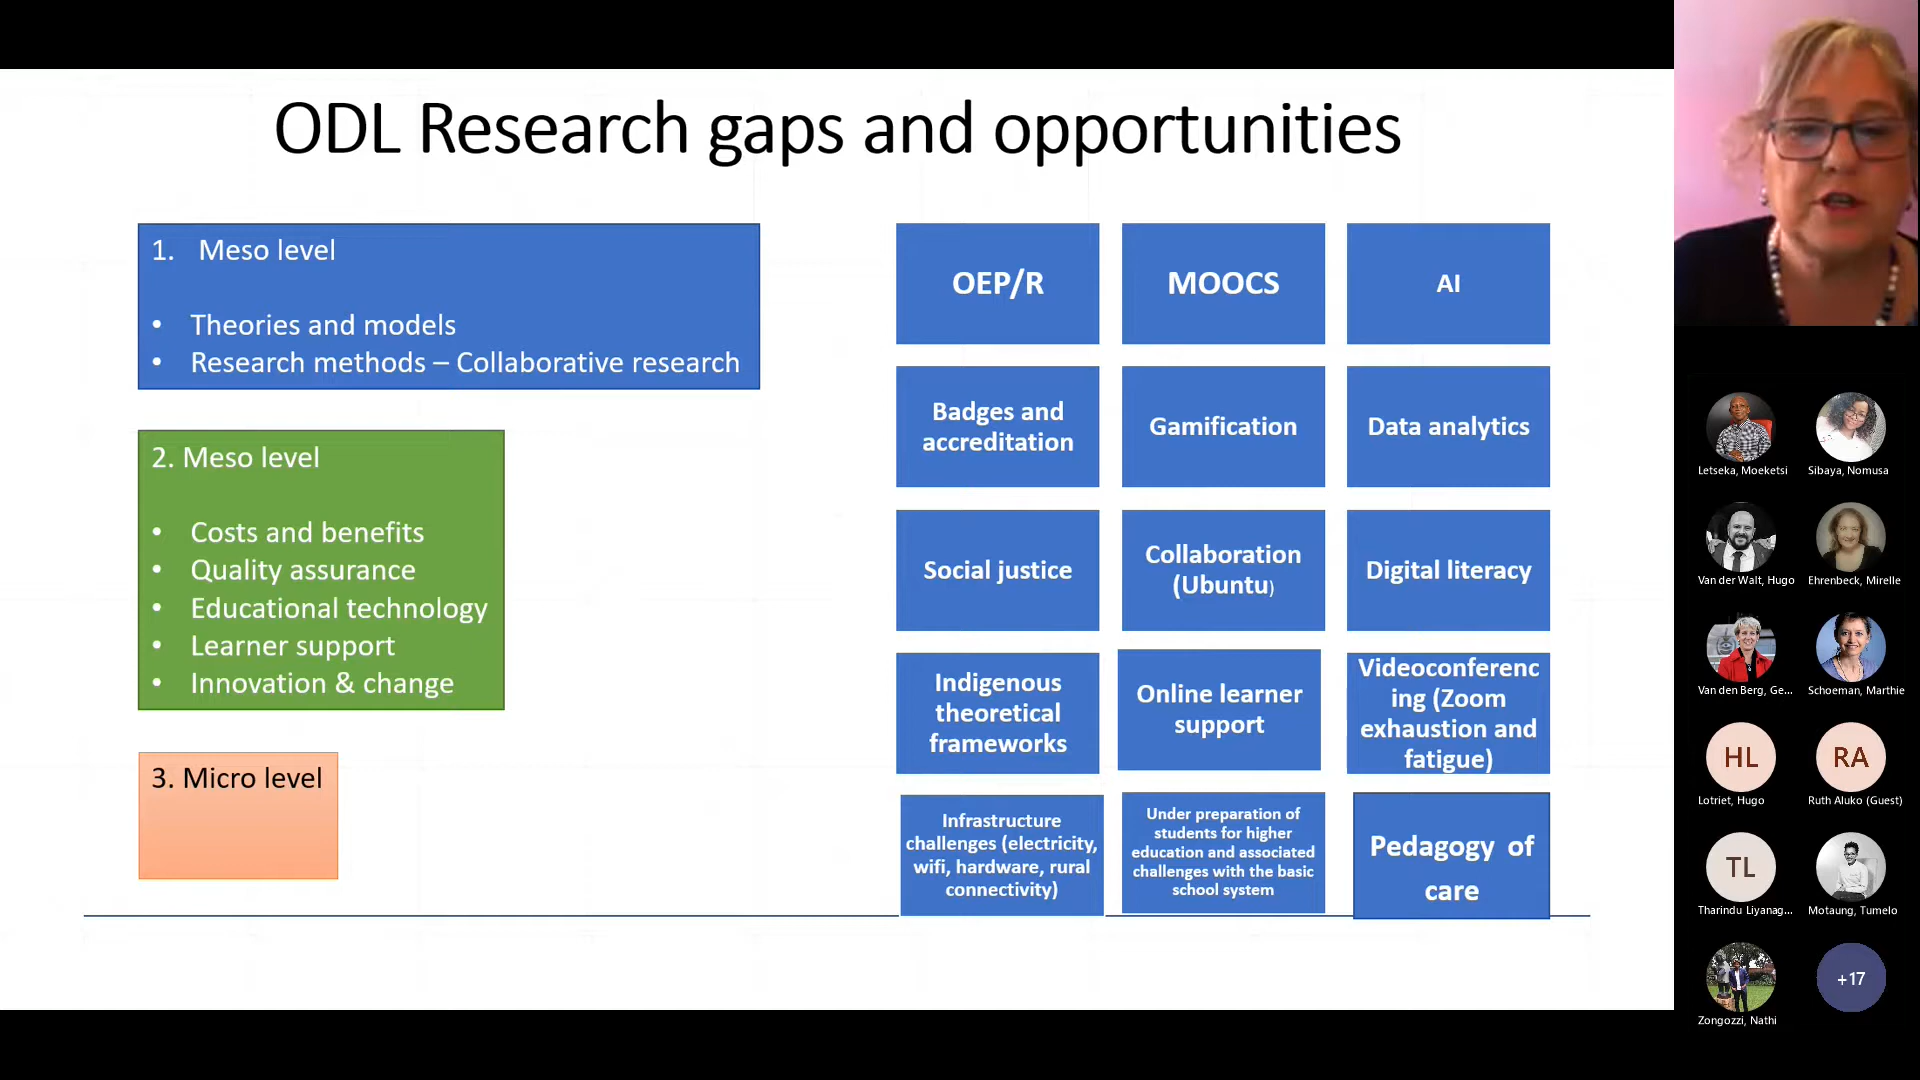 ODL Research gaps and opportunities
1. Meso level
• Theories and models
• Research methods – Collaborative research
2. Meso level
• Costs and benefits
• Quality assurance
• Educational technology
• Learner support
• Innovation & change
3. Micro level
OEP/R
MOOCS
AI
Badges and
accreditation
Gamification
Data analytics
Social justice
Collaboration
(Ubuntu)
Digital literacy
Indigenous
theoretical
frameworks
Online learner
support
Videoconferenc
ing (Zoom
exhaustion and
fatigue)
Infrastructure
challenges (electricity,
wifi, hardware, rural
connectivity)
Under preparation of
students for higher
education and associated
challenges with the basic
school system
Pedagogy of
care
Letseka, Moeketsi
Sibaya, Nomusa
Van der Walt, Hugo
Ehrenbeck, Mirelle
Van den Berg, Ge...
Schoeman, Marthie
HL
Lotriet, Hugo
RA
Ruth Aluko (Guest)
TL
Tharindu Liyanag...
Motaung, Tumelo
Zongozzi, Nathi
+17